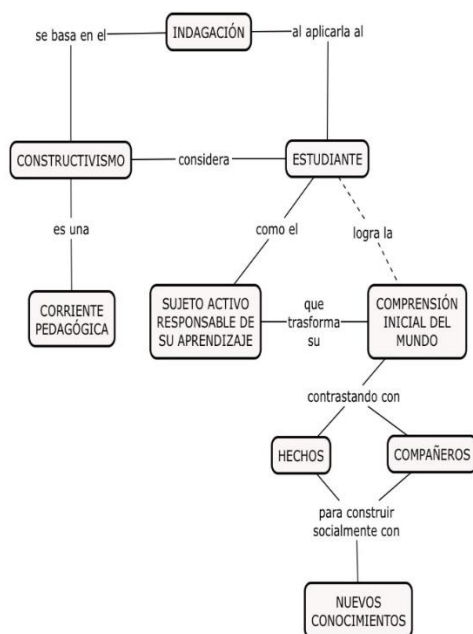 INDAGACIÓN
se basa en el
al aplicarla al
CONSTRUCTIVISMO
considera
ESTUDIANTE
es una
como el
logra la
CORRIENTE
PEDAGÓGICA
SUJETO ACTIVO
RESPONSABLE DE
SU APRENDIZAJE
que
trasforma
su
COMPRENSIÓN
INICIAL DEL
MUNDO
contrastando con
HECHOS
COMPAÑEROS
para construir
socialmente con
NUEVOS
CONOCIMIENTOS